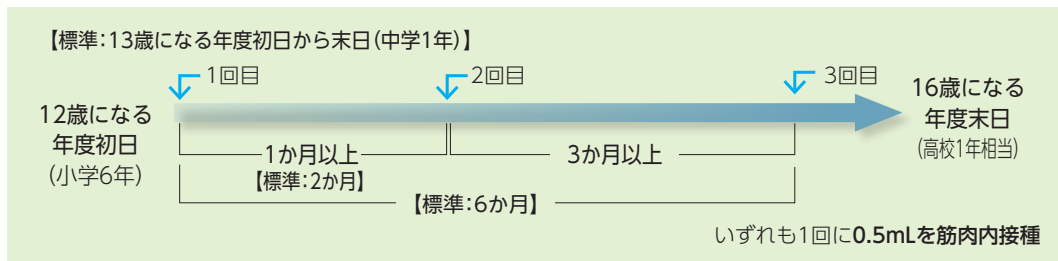 【標準:13歳になる年度初日から末日(中学1年)】
1回目
2回目
3回目
12歳になる
年度初日
(小学6年)
16歳になる
年度末日
(高校1年相当)
1か月以上
【標準:2か月】
3か月以上
【標準:6か月】
いずれも1回に0.5mLを筋肉内接種